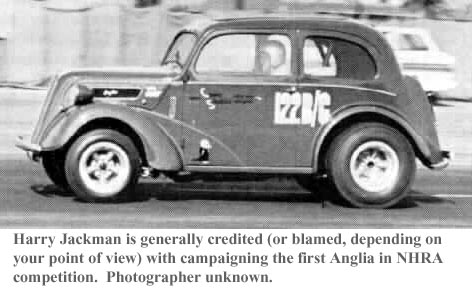 122B/G
Harry Jackman is generally credited (or blamed, depending on
your point of view) with campaigning the first Anglia in NHRA
competition.  Photographer unknown.